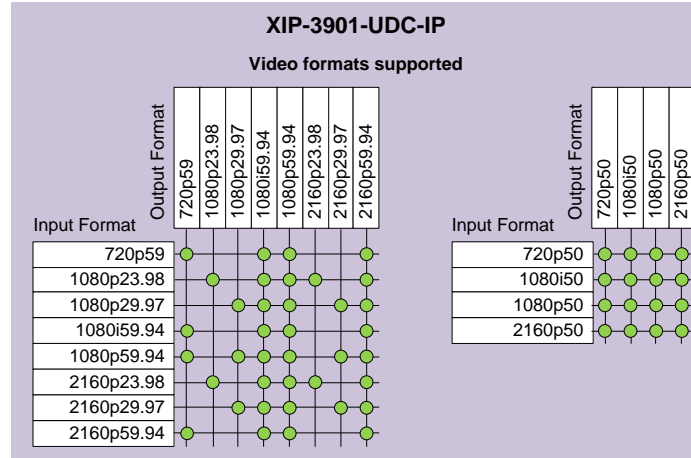 XIP-3901-UDC-IP
Video formats supported
Output Format
720p59
1080p23.98
1080p29.97
1080i59.94
1080p59.94
2160p23.98
2160p29.97
2160p59.94
Input Format
720p59
1080p23.98
1080p29.97
1080i59.94
1080p59.94
2160p23.98
2160p29.97
2160p59.94
Output Format
720p50
1080i50
1080p50
2160p50
Input Format
720p50
1080i50
1080p50
2160p50